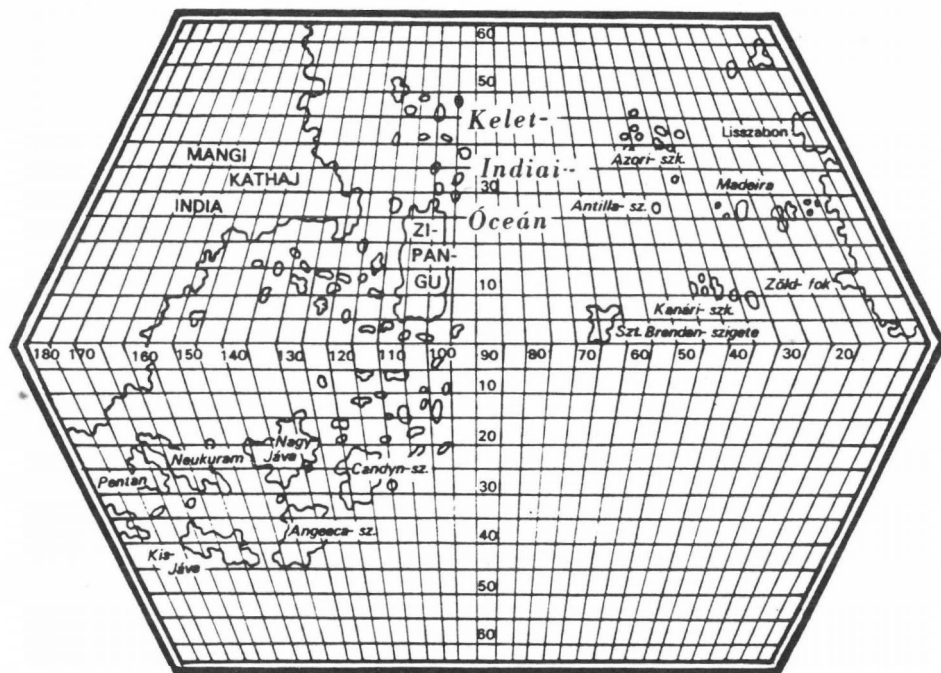 60
50
Kelet-
Lisszabon
Azori-szk.
MANGI
Indiai-
KATHAJ
30
Madeira
INDIA
Antilla-sz.
Óceán
ZI-
PAN-
GU
10
Zöld-fok
Kanári-szk.
Szt. Brendan-szigete
180 170 160 150 140 130 120 110 100 90 80 70 60 50 40 30 20
10
20
Nagy
Jáva
Neukuram
Candyn-sz.
Pentan
30
Angeaca-sz.
40
Kis-
Jáva
50
60